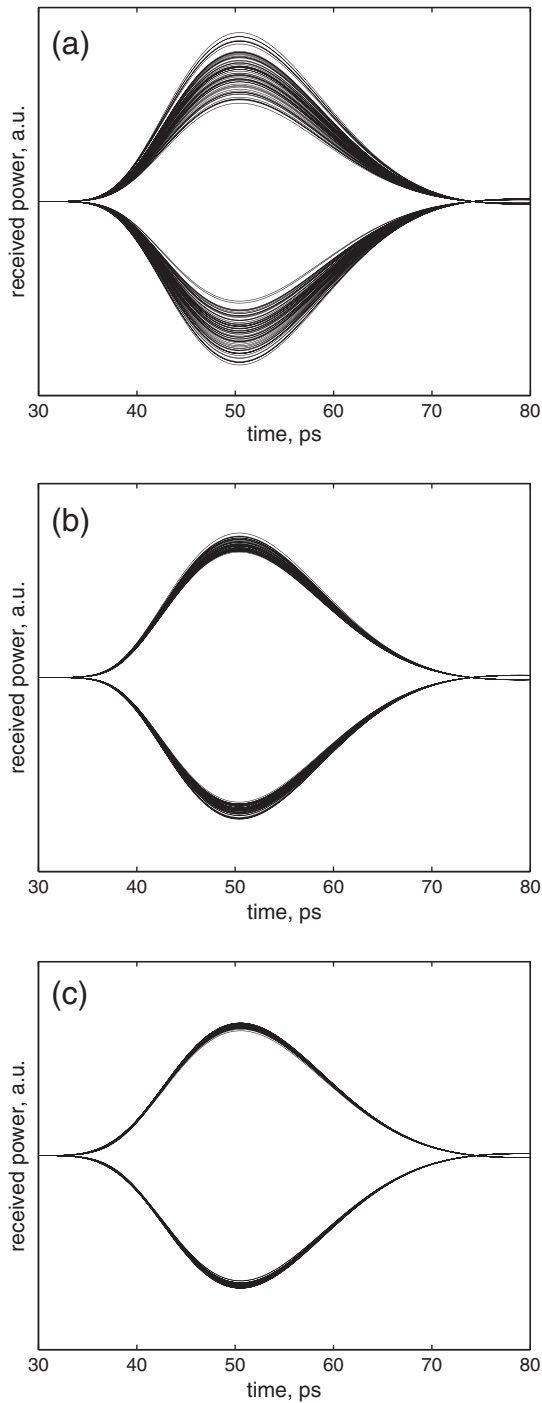 (a)
received power, a.u.
30 40 50 60 70 80
time, ps
(b)
received power, a.u.
30 40 50 60 70 80
time, ps
(c)
received power, a.u.
30 40 50 60 70 80
time, ps